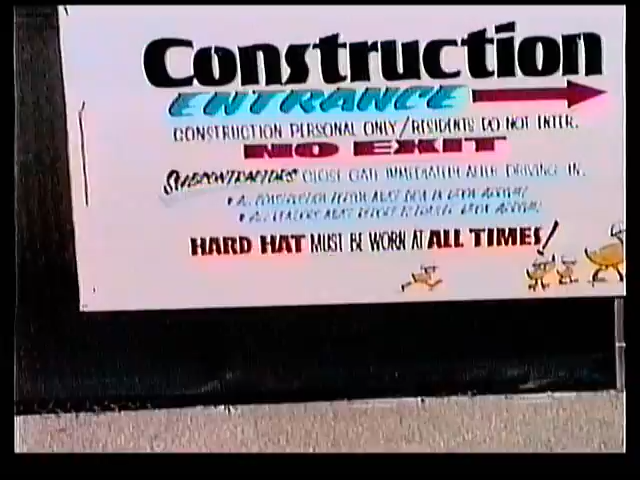 Construction
ENTRANCE
CONSTRUCTION PERSONAL ONLY/RESIDENTS DO NOT ENTER.
NO EXIT
SUBCONTRACTORS CLOSE GATE IMMEDIATELY AFTER DRIVING IN.
HARD HAT MUST BE WORN AT ALL TIMES!